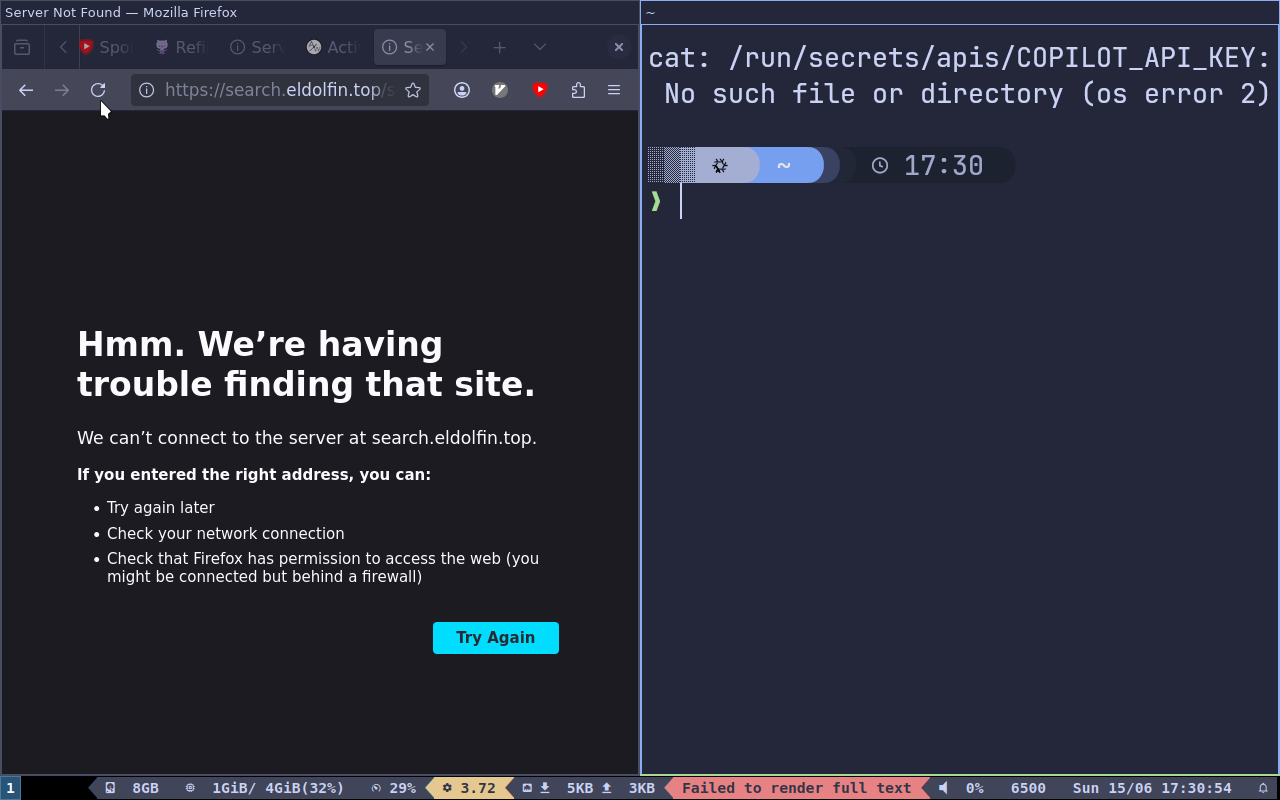 Server Not Found — Mozilla Firefox
Spo
Refi
Serv
Acti
Se
https://search.eldolfin.top/s
Hmm. We’re having
trouble finding that site.
We can’t connect to the server at search.eldolfin.top.
If you entered the right address, you can:
• Try again later
• Check your network connection
• Check that Firefox has permission to access the web (you
might be connected but behind a firewall)
Try Again
~
cat: /run/secrets/apis/COPILOT_API_KEY:
No such file or directory (os error 2)
~ 17:30
❱
1 8GB 1GiB/ 4GiB(32%) 29% 3.72 5KB 3KB Failed to render full text 0% 6500 Sun 15/06 17:30:54